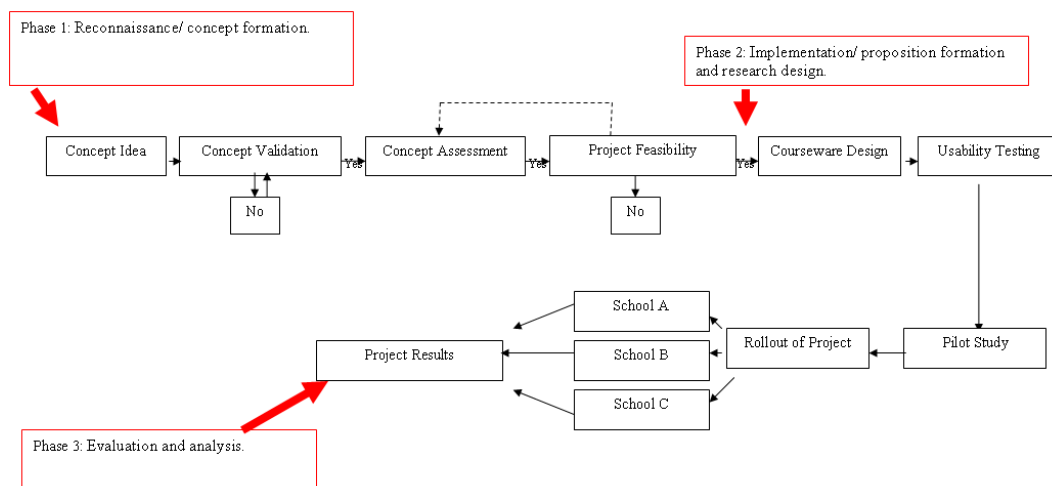 Phase 1: Reconnaissance/ concept formation.
Phase 2: Implementation/ proposition formation
and research design.
Concept Idea
Concept Validation
Yes
Concept Assessment
Yes
Project Feasibility
Yes
Courseware Design
Usability Testing
No
No
School A
School B
School C
Rollout of Project
Pilot Study
Project Results
Phase 3: Evaluation and analysis.